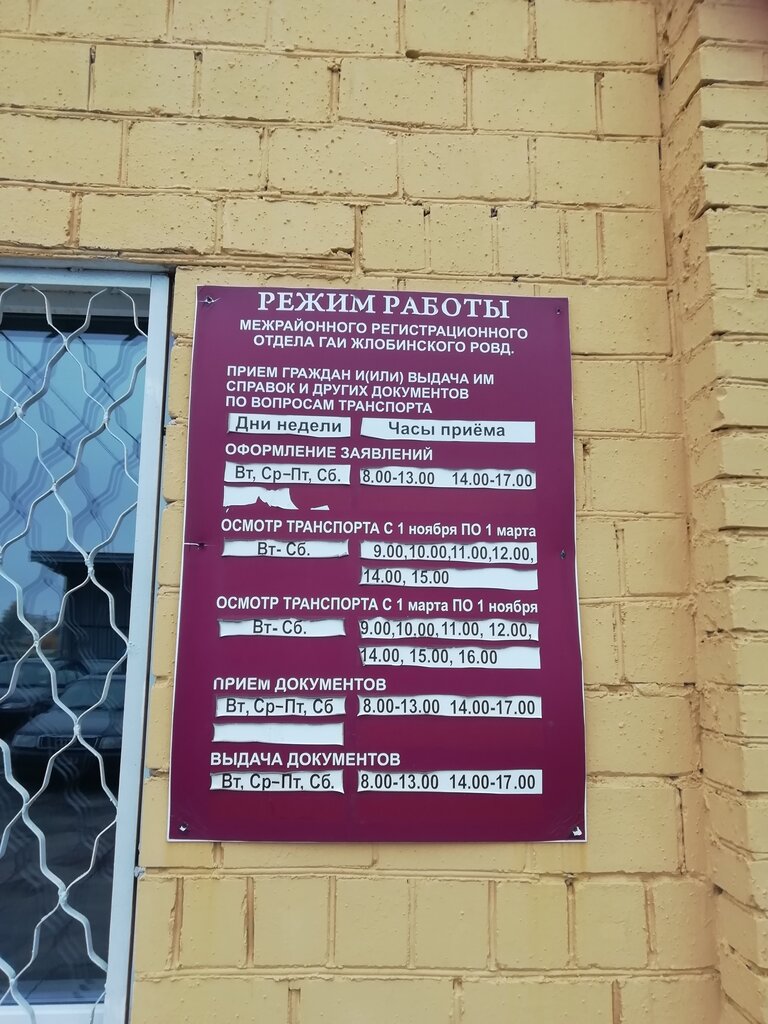 РЕЖИМ РАБОТЫ
МЕЖРАЙОННОГО РЕГИСТРАЦИОННОГО
ОТДЕЛА ГАИ ЖЛОБИНСКОГО РОВД.
ПРИЕМ ГРАЖДАН И(ИЛИ) ВЫДАЧА ИМ
СПРАВОК И ДРУГИХ ДОКУМЕНТОВ
ПО ВОПРОСАМ ТРАНСПОРТА
Дни недели Часы приёма
ОФОРМЛЕНИЕ ЗАЯВЛЕНИЙ
Вт, Ср-Пт, Сб. 8.00-13.00 14.00-17.00
ОСМОТР ТРАНСПОРТА С 1 ноября ПО 1 марта
Вт- Сб. 9.00,10.00,11.00,12.00,
14.00, 15.00
ОСМОТР ТРАНСПОРТА С 1 марта ПО 1 ноября
Вт- Сб. 9.00,10.00,11.00, 12.00,
14.00, 15.00, 16.00
ПРИЕМ ДОКУМЕНТОВ
Вт, Ср-Пт, Сб 8.00-13.00 14.00-17.00
ВЫДАЧА ДОКУМЕНТОВ
Вт, Ср-Пт, Сб. 8.00-13.00 14.00-17.00